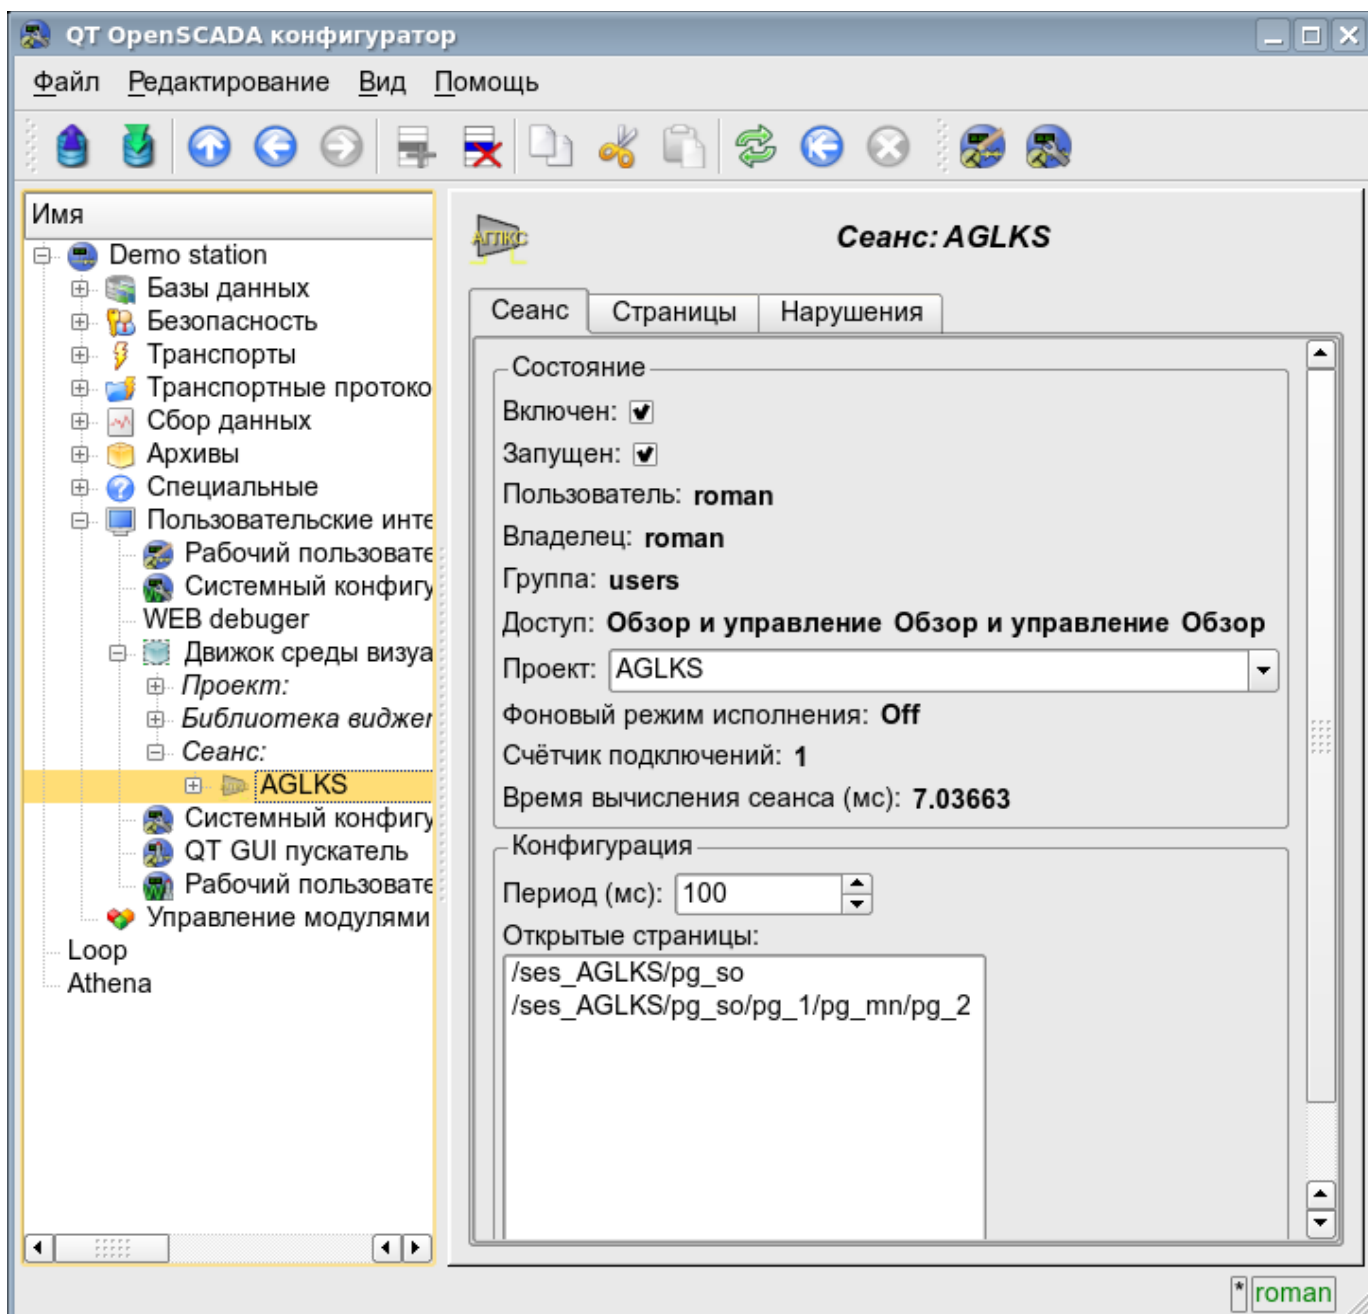 QT OpenSCADA конфигуратор
Файл Редактирование Вид Помощь
Имя
Demo station
Базы данных
Безопасность
Транспорты
Транспортные протоко
Сбор данных
Архивы
Специальные
Пользовательские инте
Рабочий пользовате
Системный конфигу
WEB debuger
Движок среды визуа
Проект:
Библиотека виджет
Сеанс:
AGLKS
Системный конфигу
QT GUI пускатель
Рабочий пользовате
Управление модулями
Loop
Athena
АГЛКС
Сеанс: AGLKS
Сеанс Страницы Нарушения
Состояние
Включен:
Запущен:
Пользователь: roman
Владелец: roman
Группа: users
Доступ: Обзор и управление Обзор и управление Обзор
Проект: AGLKS
Фоновый режим исполнения: Off
Счётчик подключений: 1
Время вычисления сеанса (мс): 7.03663
Конфигурация
Период (мс): 100
Открытые страницы:
/ses_AGLKS/pg_so
/ses_AGLKS/pg_so/pg_1/pg_mn/pg_2
* roman